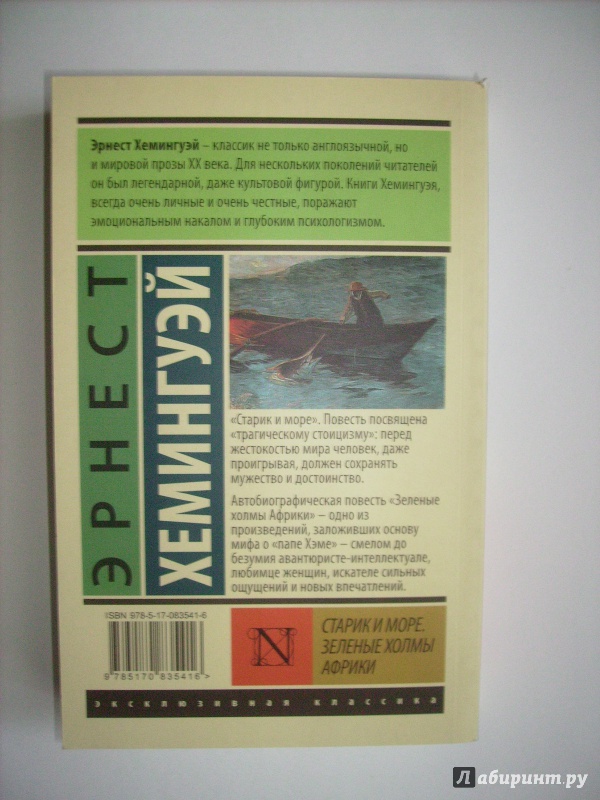 Эрнест Хемингуэй – классик не только англоязычной, но
и мировой прозы XX века. Для нескольких поколений читателей
он был легендарной, даже культовой фигурой. Книги Хемингуэя,
всегда очень личные и очень честные, поражают
эмоциональным накалом и глубоким психологизмом.
ЭРНЕСТ
ХЕМИНГУЭЙ
«Старик и море». Повесть посвящена
«трагическому стоицизму»: перед
жестокостью мира человек, даже
проигрывая, должен сохранять
мужество и достоинство.
Автобиографическая повесть «Зеленые
холмы Африки» – одно из
произведений, заложивших основу
мифа о «папе Хэме» – смелом до
безумия авантюристе-интеллектуале,
любимце женщин, искателе сильных
ощущений и новых впечатлений.
ISBN 978-5-17-083541-6
9 785170 835416 >
N
СТАРИК И МОРЕ.
ЗЕЛЕНЫЕ ХОЛМЫ
АФРИКИ
эксклюзивная классика
Лабиринт.ру